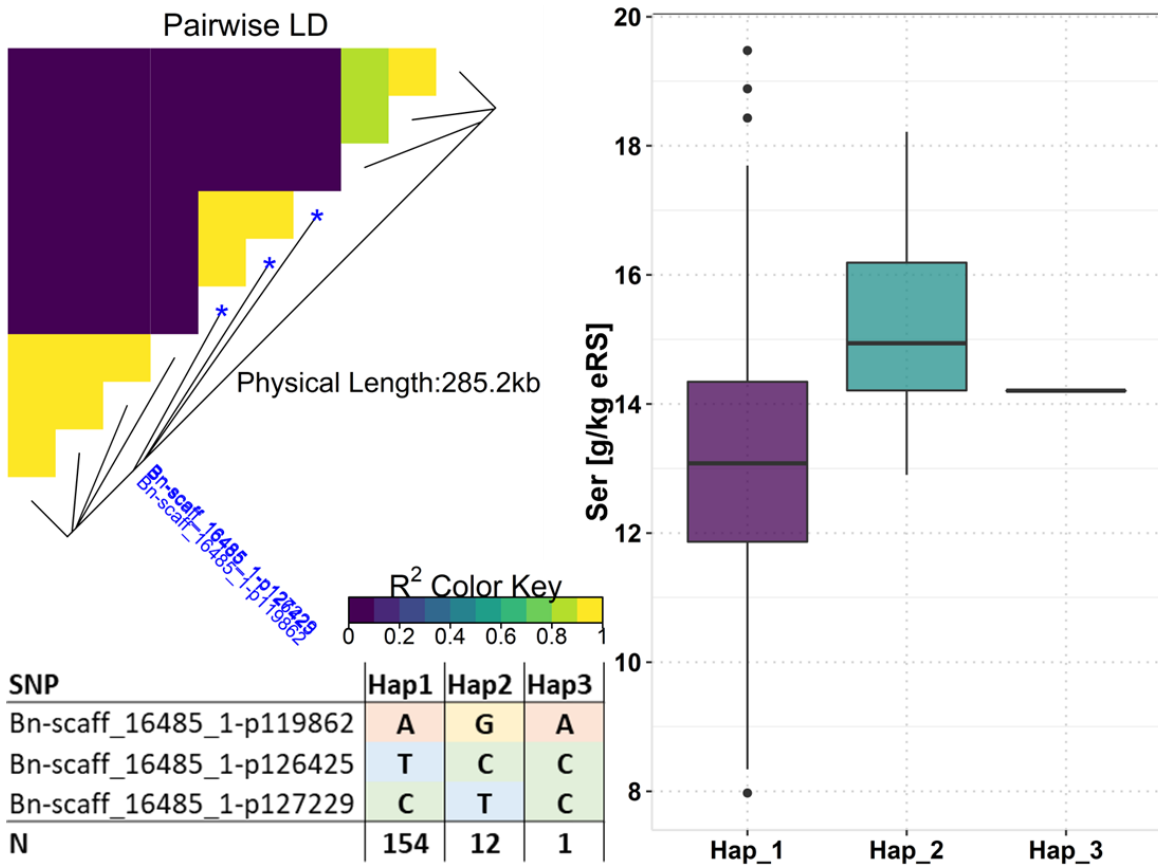 Pairwise LD
Physical Length:285.2kb
Bn-scaff_16485_1-p127229
Bn-scaff_16485_1-p119862
R² Color Key
0 0.2 0.4 0.6 0.8 1
SNP Hap1 Hap2 Hap3
Bn-scaff_16485_1-p119862 A G A
Bn-scaff_16485_1-p126425 T C C
Bn-scaff_16485_1-p127229 C T C
N 154 12 1
Ser [g/kg eRS]
20
18
16
14
12
10
8
Hap_1 Hap_2 Hap_3